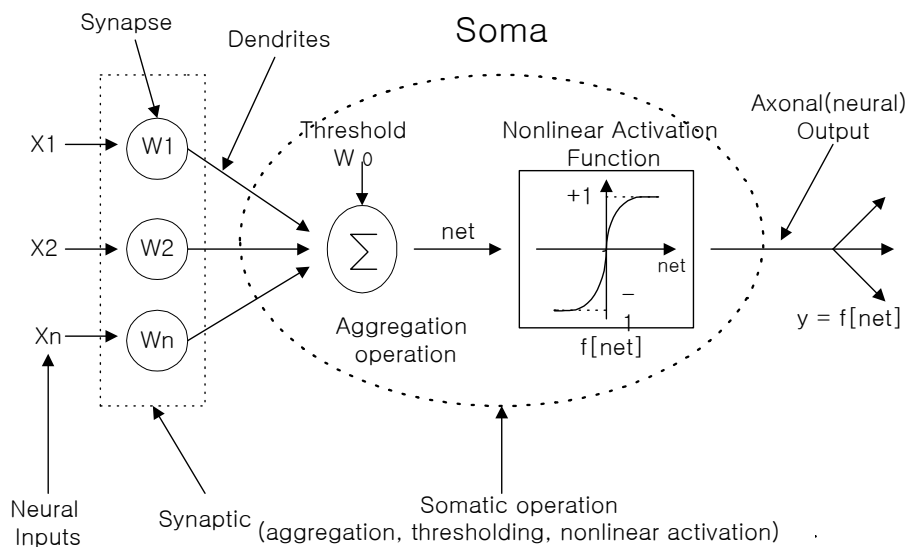 Synapse
Dendrites
Soma
Axonal(neural)
Output
Threshold
W 0
Nonlinear Activation
Function
X1
W1
+1
X2
W2
∑
net
net
−
1
Xn
Wn
Aggregation
operation
f[net]
y = f[net]
Neural
Inputs
Synaptic
Somatic operation
(aggregation, thresholding, nonlinear activation)
.